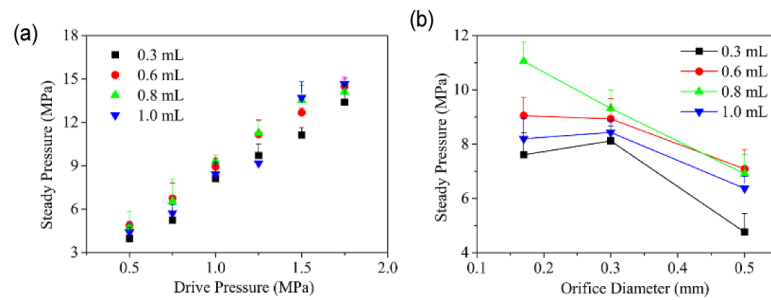 (a)
18
15
12
9
6
3
Steady Pressure (MPa)
0.3 mL
0.6 mL
0.8 mL
1.0 mL
0.5 1.0 1.5 2.0
Drive Pressure (MPa)
(b)
12
10
8
6
4
Steady Pressure (MPa)
0.3 mL
0.6 mL
0.8 mL
1.0 mL
0.1 0.2 0.3 0.4 0.5
Orifice Diameter (mm)